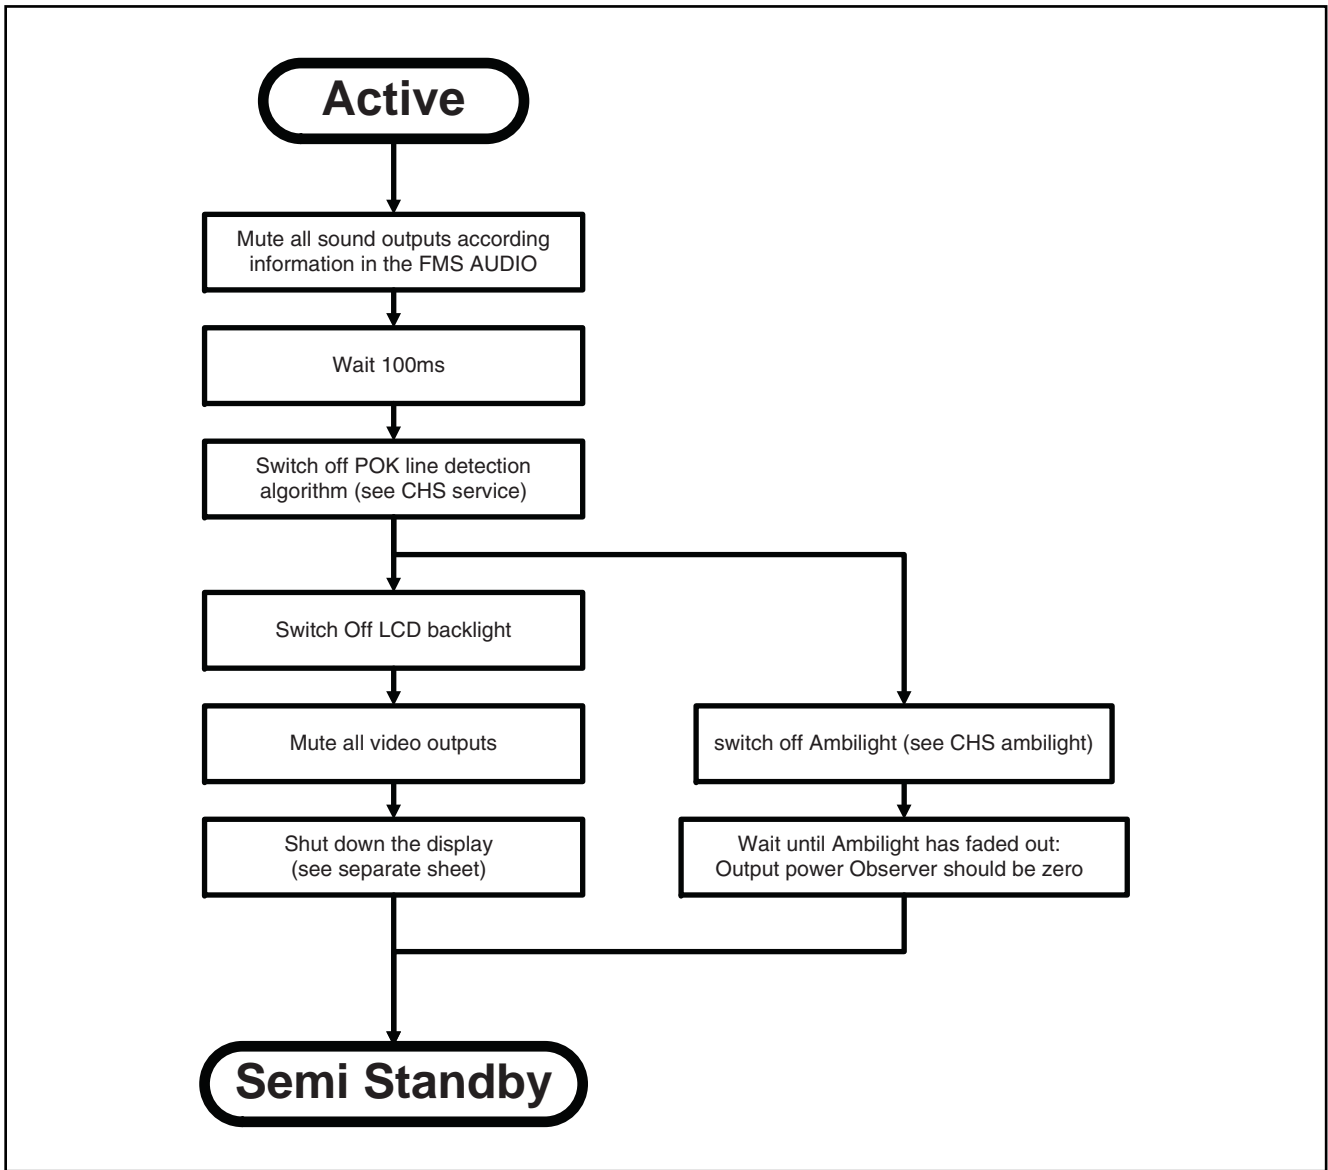 Active
Mute all sound outputs according
information in the FMS AUDIO
Wait 100ms
Switch off POK line detection
algorithm (see CHS service)
Switch Off LCD backlight
Mute all video outputs
switch off Ambilight (see CHS ambilight)
Shut down the display
(see separate sheet)
Wait until Ambilight has faded out:
Output power Observer should be zero
Semi Standby